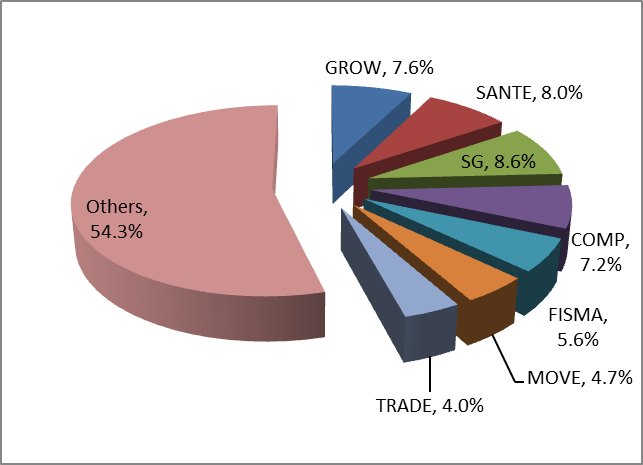 GROW, 7.6%
SANTE, 8.0%
SG, 8.6%
COMP,
7.2%
FISMA,
5.6%
MOVE, 4.7%
TRADE, 4.0%
Others,
54.3%